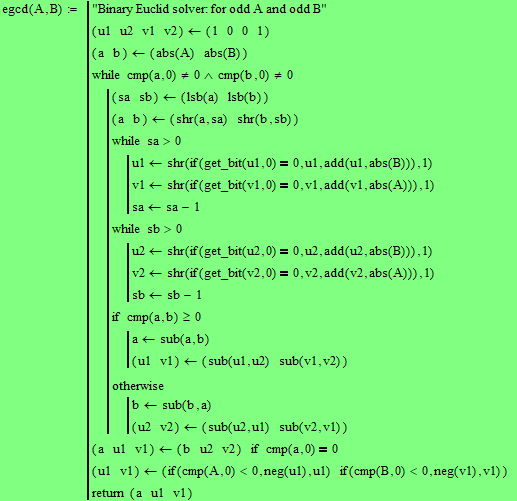 egcd(A,B) := "Binary Euclid solver: for odd A and odd B"
(u1 u2 v1 v2) ← (1 0 0 1)
(a b) ← (abs(A) abs(B))
while cmp(a,0) ≠ 0 ∧ cmp(b,0) ≠ 0
(sa sb) ← (lsb(a) lsb(b))
(a b) ← (shr(a,sa) shr(b,sb))
while sa > 0
u1 ← shr(if(get_bit(u1,0) = 0,u1,add(u1,abs(B))),1)
v1 ← shr(if(get_bit(v1,0) = 0,v1,add(v1,abs(A))),1)
sa ← sa − 1
while sb > 0
u2 ← shr(if(get_bit(u2,0) = 0,u2,add(u2,abs(B))),1)
v2 ← shr(if(get_bit(v2,0) = 0,v2,add(v2,abs(A))),1)
sb ← sb − 1
if cmp(a,b) ≥ 0
a ← sub(a,b)
(u1 v1) ← (sub(u1,u2) sub(v1,v2))
otherwise
b ← sub(b,a)
(u2 v2) ← (sub(u2,u1) sub(v2,v1))
(a u1 v1) ← (b u2 v2) if cmp(a,0) = 0
(u1 v1) ← (if(cmp(A,0) < 0,neg(u1),u1) if(cmp(B,0) < 0,neg(v1),v1))
return (a u1 v1)